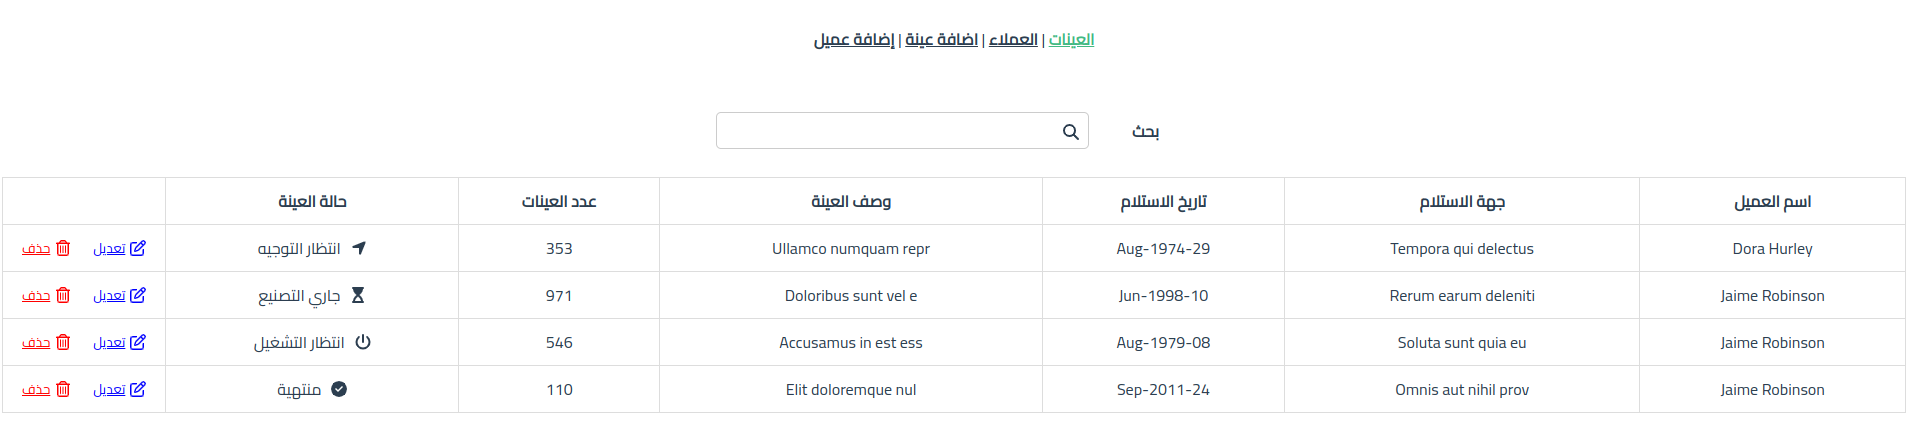 العينات | العملاء | اضافة عينة | إضافة عميل
بحث
اسم العميل جهة الاستلام تاريخ الاستلام وصف العينة عدد العينات حالة العينة
Dora Hurley Tempora qui delectus Aug-1974-29 Ullamco numquam repr 353 انتظار التوجيه تعديل حذف
Jaime Robinson Rerum earum deleniti Jun-1998-10 Doloribus sunt vel e 971 جاري التصنيع تعديل حذف
Jaime Robinson Soluta sunt quia eu Aug-1979-08 Accusamus in est ess 546 انتظار التشغيل تعديل حذف
Jaime Robinson Omnis aut nihil prov Sep-2011-24 Elit doloremque nul 110 منتهية تعديل حذف